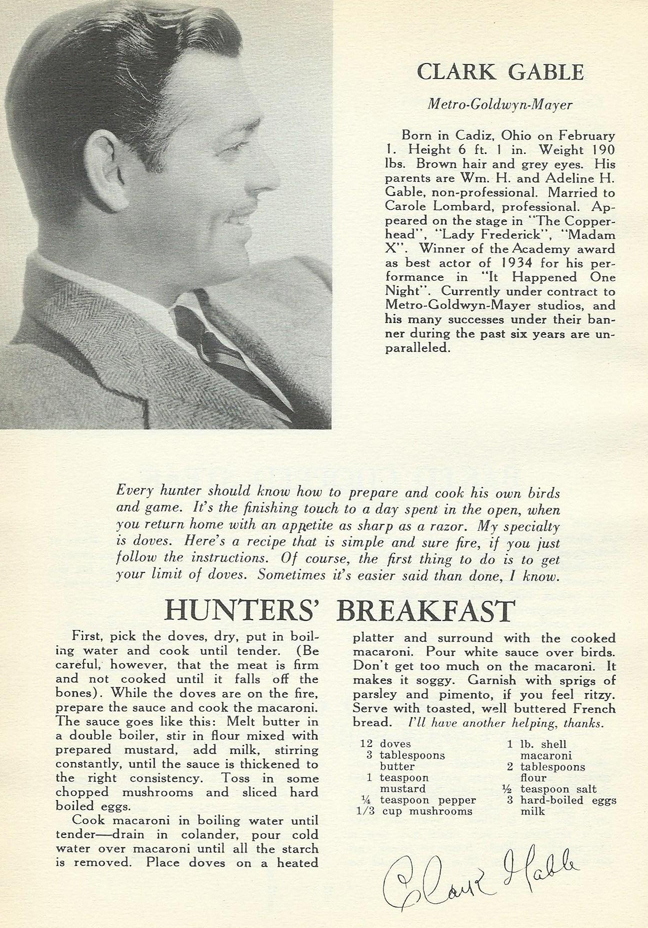 CLARK GABLE
Metro-Goldwyn-Mayer
Born in Cadiz, Ohio on February
1. Height 6 ft. 1 in. Weight 190
lbs. Brown hair and grey eyes. His
parents are Wm. H. and Adeline H.
Gable, non-professional. Married to
Carole Lombard, professional. Ap-
peared on the stage in "The Copper-
head", "Lady Frederick", "Madam
X". Winner of the Academy award
as best actor of 1934 for his per-
formance in "It Happened One
Night". Currently under contract to
Metro-Goldwyn-Mayer studios, and
his many successes under their ban-
ner during the past six years are un-
paralleled.
Every hunter should know how to prepare and cook his own birds
and game. It's the finishing touch to a day spent in the open, when
you return home with an appetite as sharp as a razor. My specialty
is doves. Here's a recipe that is simple and sure fire, if you just
follow the instructions. Of course, the first thing to do is to get
your limit of doves. Sometimes it's easier said than done, I know.
HUNTERS' BREAKFAST
First, pick the doves, dry, put in boil-
ing water and cook until tender. (Be
careful, however, that the meat is firm
and not cooked until it falls off the
bones). While the doves are on the fire,
prepare the sauce and cook the macaroni.
The sauce goes like this: Melt butter in
a double boiler, stir in flour mixed with
prepared mustard, add milk, stirring
constantly, until the sauce is thickened to
the right consistency. Toss in some
chopped mushrooms and sliced hard
boiled eggs.
Cook macaroni in boiling water until
tender—drain in colander, pour cold
water over macaroni until all the starch
is removed. Place doves on a heated
platter and surround with the cooked
macaroni. Pour white sauce over birds.
Don't get too much on the macaroni. It
makes it soggy. Garnish with sprigs of
parsley and pimento, if you feel ritzy.
Serve with toasted, well buttered French
bread. I'll have another helping, thanks.
12 doves
3 tablespoons
butter
1 teaspoon
mustard
¼ teaspoon pepper
1/3 cup mushrooms
1 lb. shell
macaroni
2 tablespoons
flour
½ teaspoon salt
3 hard-boiled eggs
milk
Clark Gable